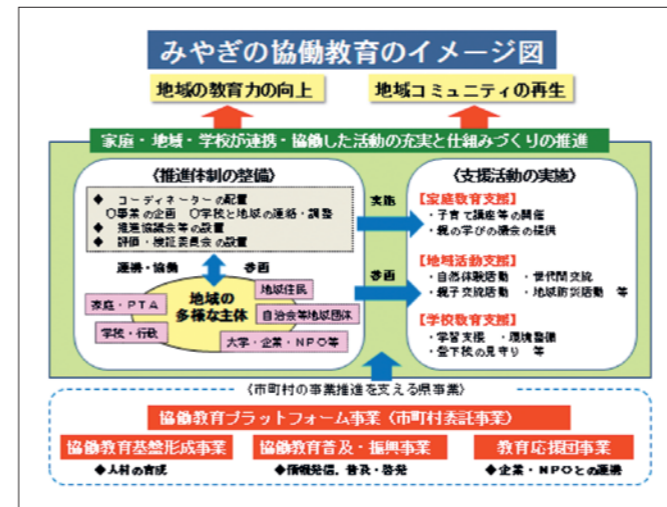 みやぎの協働教育のイメージ図
地域の教育力の向上
地域コミュニティの再生
家庭・地域・学校が連携・協働した活動の充実と仕組みづくりの推進
〈推進体制の整備〉
◆ コーディネーターの配置
○事業の企画 ○学校と地域の連絡・調整
◆ 推進協議会等の設置
◆ 評価・検証委員会の設置
連携・協働
参画
地域の
多様な主体
地域住民
家庭・PTA
自治会等地域団体
学校・行政
大学・企業・NPO等
実施
参画
〈支援活動の実施〉
【家庭教育支援】
・子育て講座等の開催
・親の学びの機会の提供
【地域活動支援】
・自然体験活動 ・世代間交流
・親子交流活動 ・地域防災活動 等
【学校教育支援】
・学習支援 ・環境整備
・登下校の見守り 等
〈市町村の事業推進を支える県事業〉
協働教育プラットフォーム事業(市町村委託事業)
協働教育基盤形成事業
協働教育普及・振興事業
教育応援団事業
◆人材の育成
◆情報発信、普及・啓発
◆企業・NPOとの連携